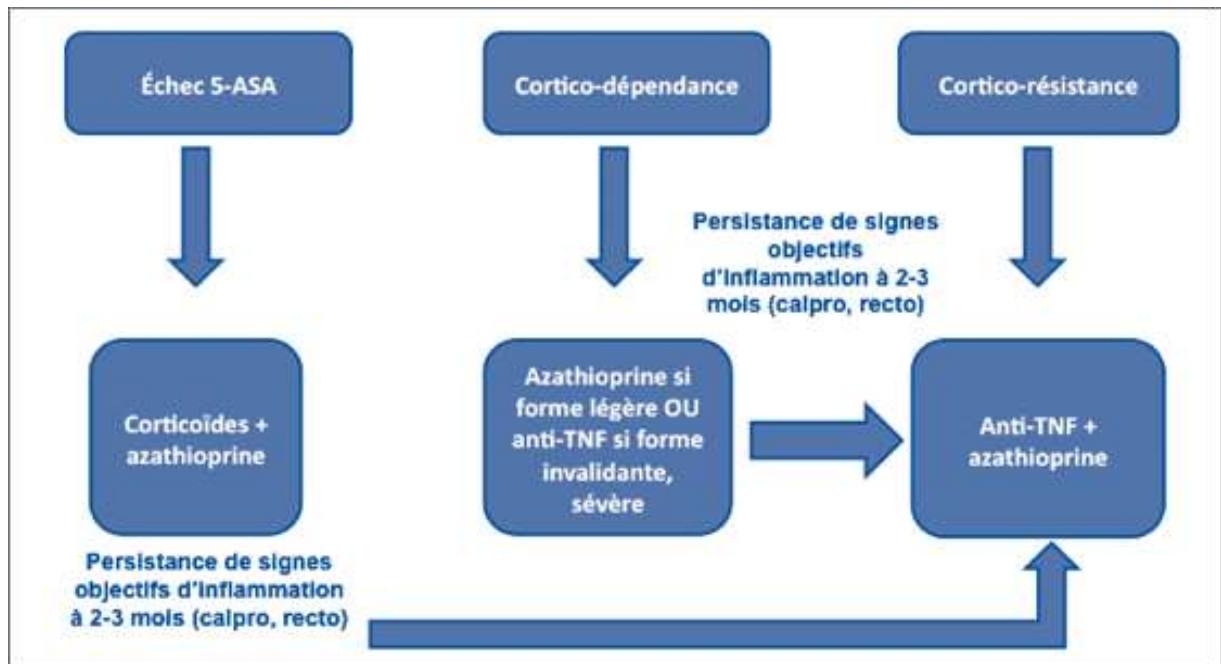 Échec 5-ASA
Cortico-dépendance
Cortico-résistance
Persistance de signes
objectifs
d'inflammation à 2-3
mois (calpro, recto)
Corticoïdes +
azathioprine
Azathioprine si
forme légère OU
anti-TNF si forme
invalidante,
sévère
Anti-TNF +
azathioprine
Persistance de signes
objectifs d'inflammation
à 2-3 mois (calpro, recto)